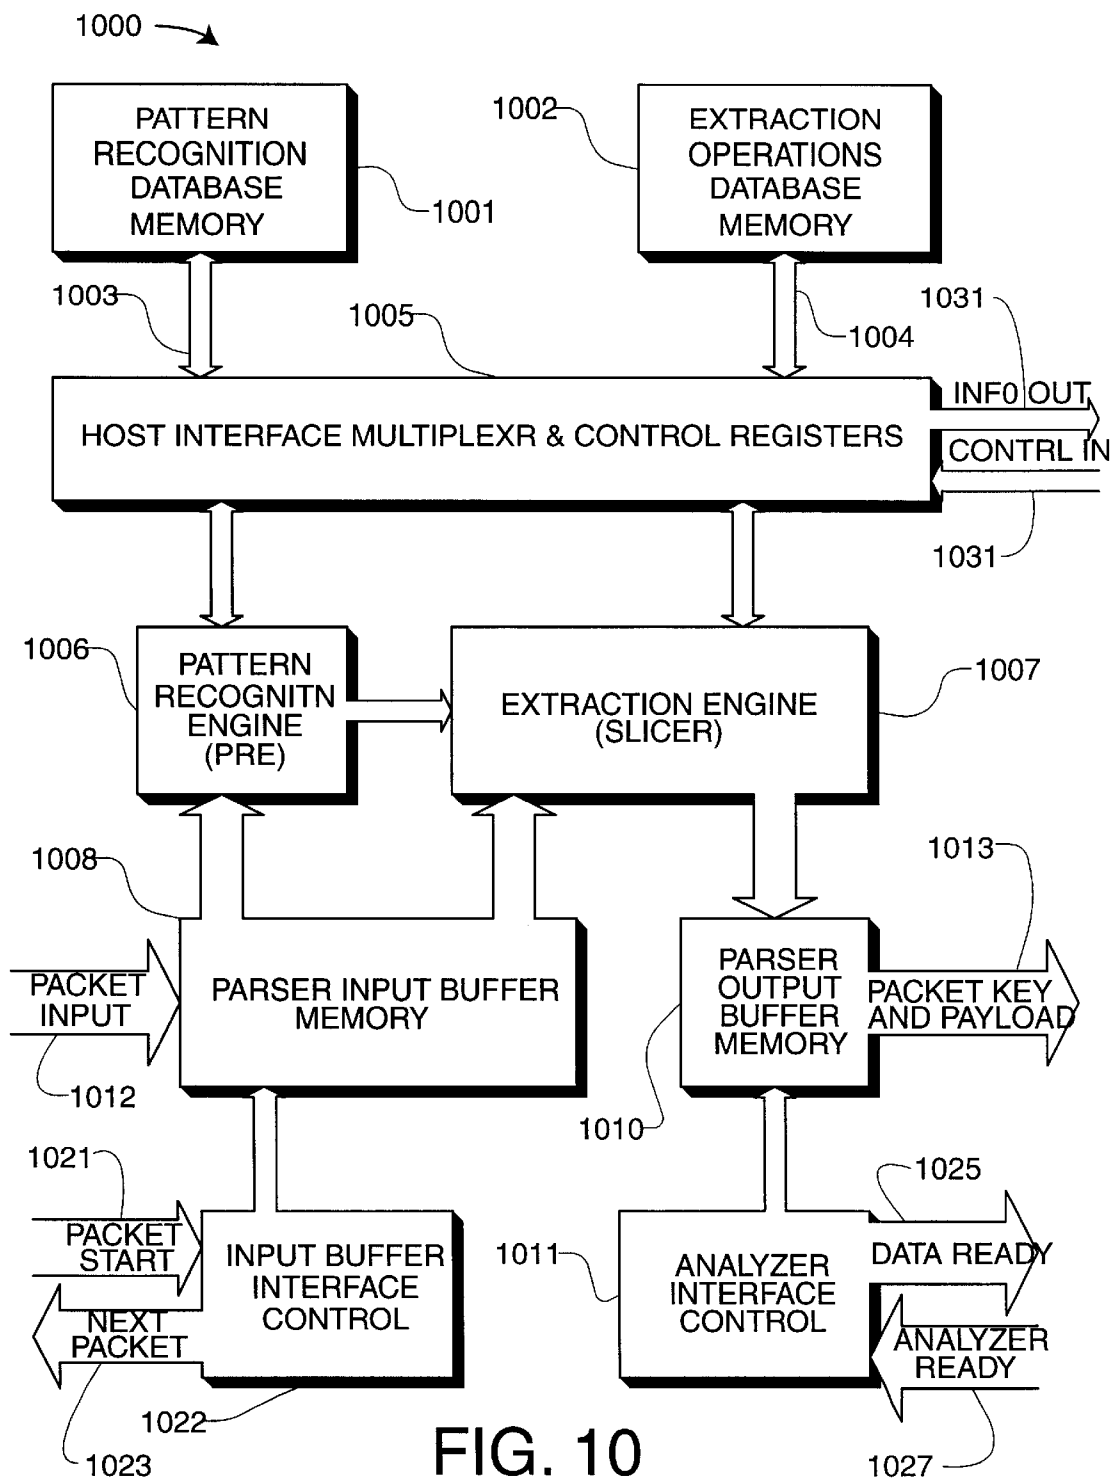 1000
PATTERN
RECOGNITION
DATABASE
MEMORY
1001
1002
EXTRACTION
OPERATIONS
DATABASE
MEMORY
1003
1005
1004
1031
INF0 OUT
HOST INTERFACE MULTIPLEXR & CONTROL REGISTERS
CONTRL IN
1031
1006
PATTERN
RECOGNITN
ENGINE
(PRE)
EXTRACTION ENGINE
(SLICER)
1007
1008
1013
PACKET
INPUT
1012
PARSER INPUT BUFFER
MEMORY
PARSER
OUTPUT
BUFFER
MEMORY
PACKET KEY
AND PAYLOAD
1010
1021
PACKET
START
NEXT
PACKET
1023
INPUT BUFFER
INTERFACE
CONTROL
1022
1011
ANALYZER
INTERFACE
CONTROL
1025
DATA READY
ANALYZER
READY
1027
FIG. 10